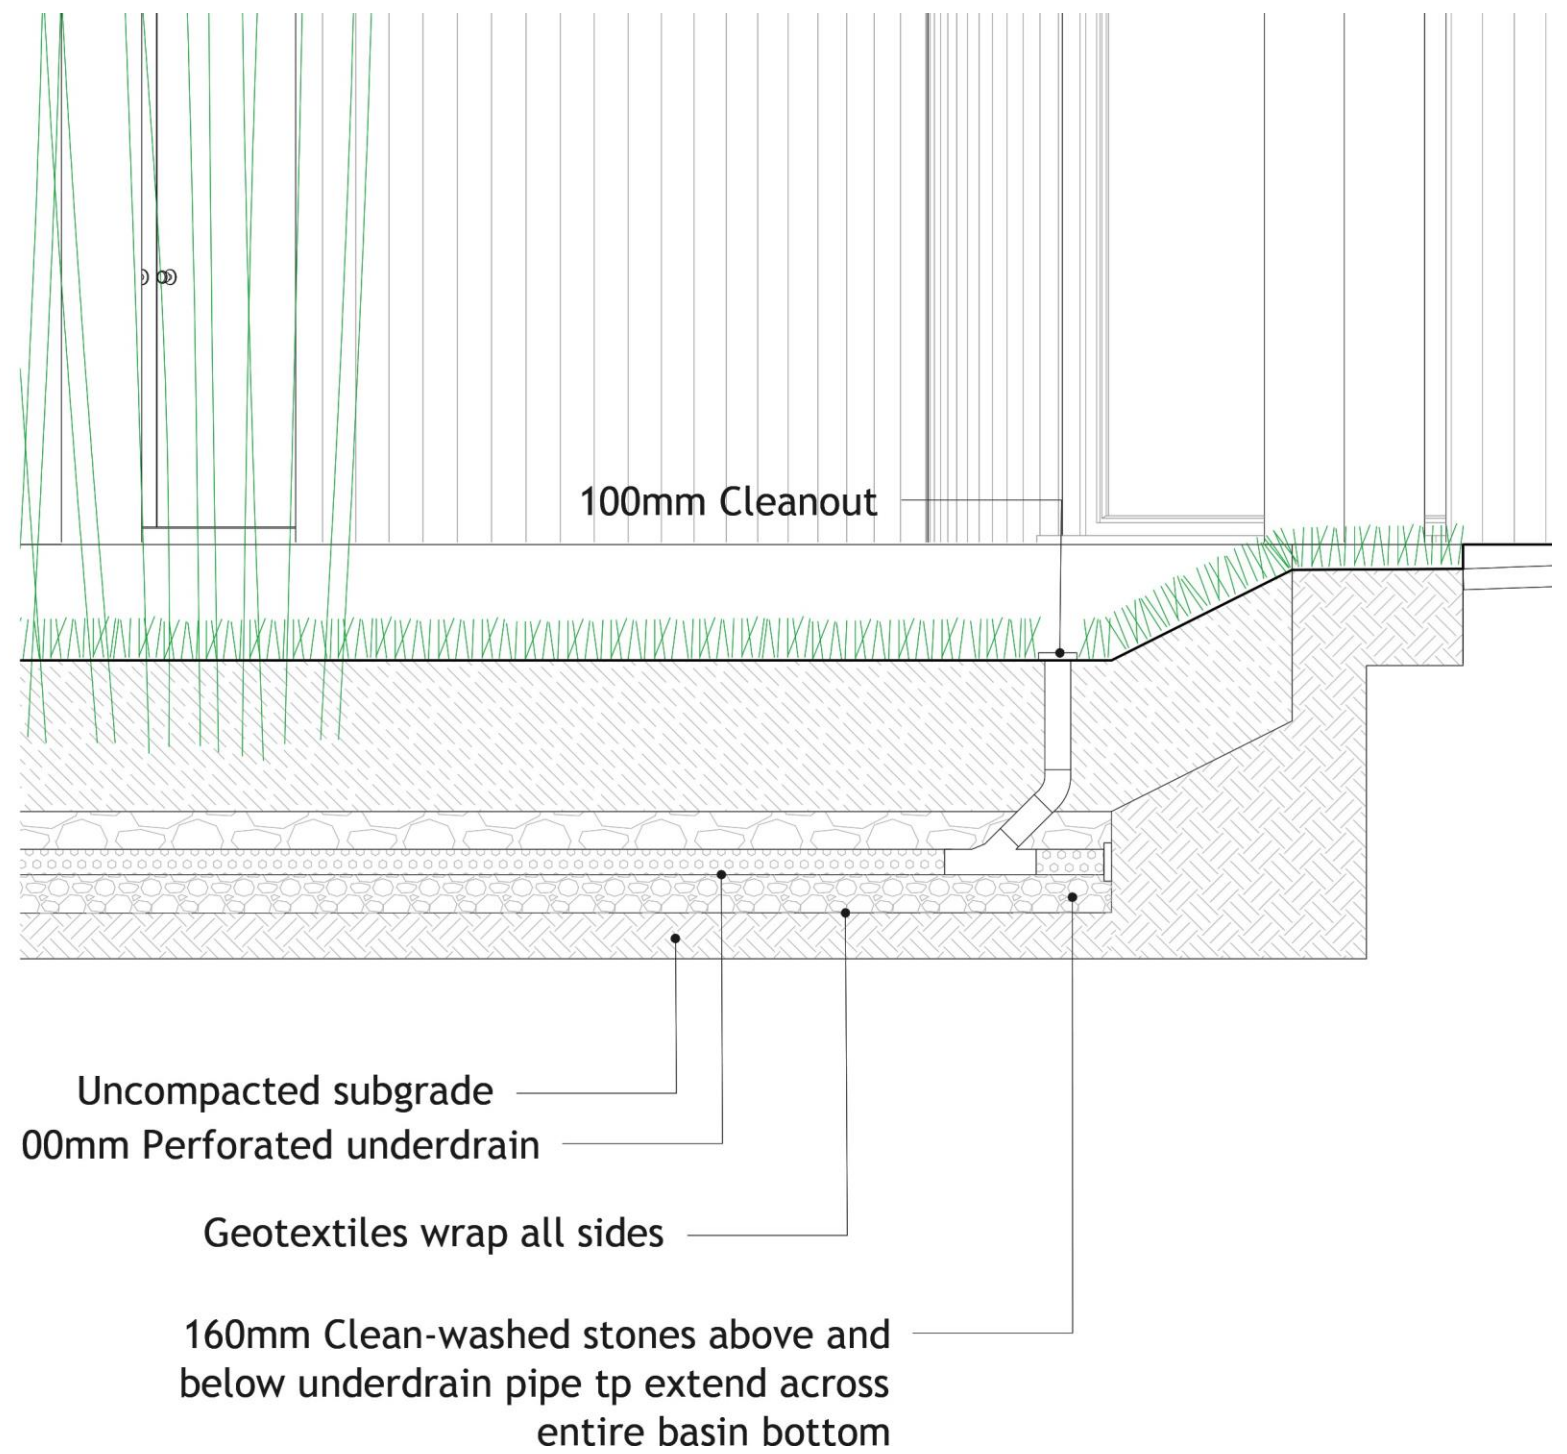 100mm Cleanout
Uncompacted subgrade
00mm Perforated underdrain
Geotextiles wrap all sides
160mm Clean-washed stones above and
below underdrain pipe tp extend across
entire basin bottom